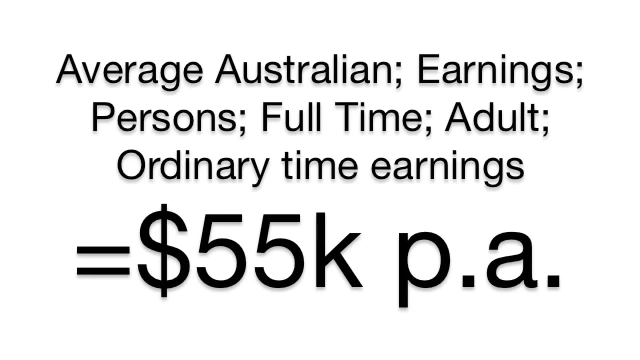 Average Australian; Earnings;
Persons; Full Time; Adult;
Ordinary time earnings
=$55k p.a.